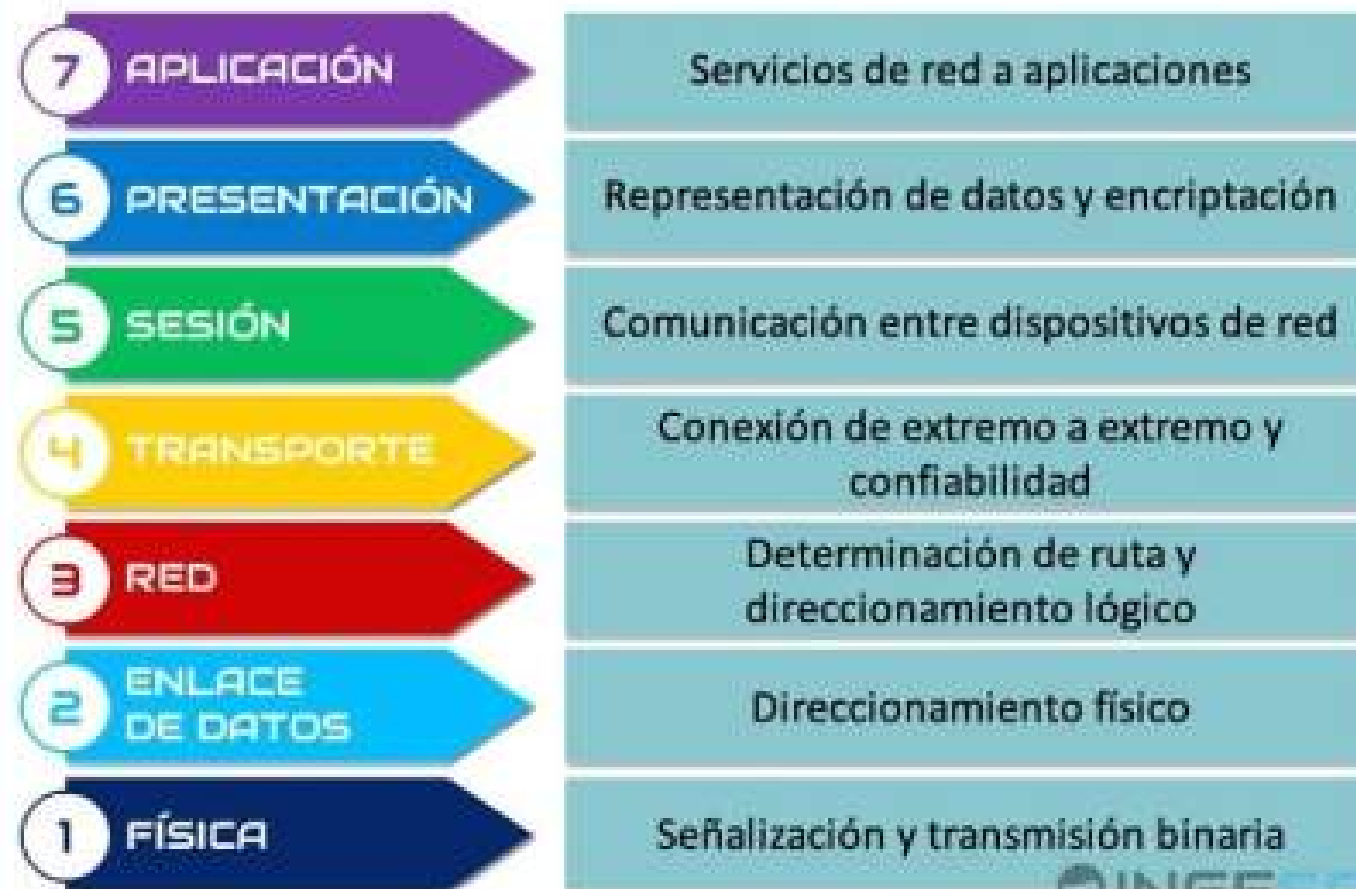 7 APLICACIÓN
Servicios de red a aplicaciones
6 PRESENTACIÓN
Representación de datos y encriptación
5 SESIÓN
Comunicación entre dispositivos de red
4 TRANSPORTE
Conexión de extremo a extremo y
confiabilidad
3 RED
Determinación de ruta y
direccionamiento lógico
2 ENLACE
DE DATOS
Direccionamiento físico
1 FÍSICA
Señalización y transmisión binaria